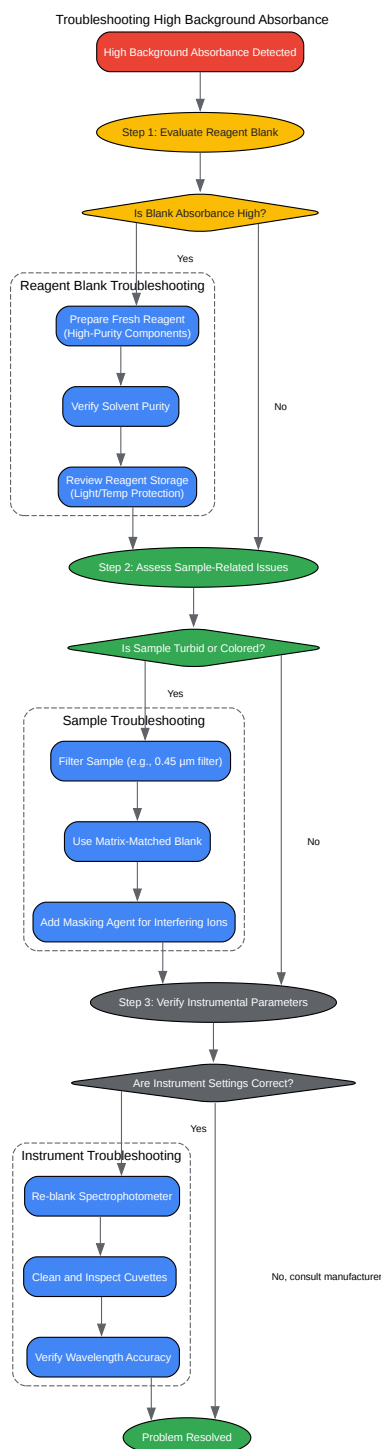 Troubleshooting High Background Absorbance
High Background Absorbance Detected
Step 1: Evaluate Reagent Blank
Is Blank Absorbance High?
Yes
Reagent Blank Troubleshooting
Prepare Fresh Reagent
(High-Purity Components)
Verify Solvent Purity
No
Review Reagent Storage
(Light/Temp Protection)
Step 2: Assess Sample-Related Issues
Is Sample Turbid or Colored?
Yes
Sample Troubleshooting
Filter Sample (e.g., 0.45 µm filter)
Use Matrix-Matched Blank
No
Add Masking Agent for Interfering Ions
Step 3: Verify Instrumental Parameters
Are Instrument Settings Correct?
Yes
Instrument Troubleshooting
Re-blank Spectrophotometer
Clean and Inspect Cuvettes
No, consult manufacturer
Verify Wavelength Accuracy
Problem Resolved